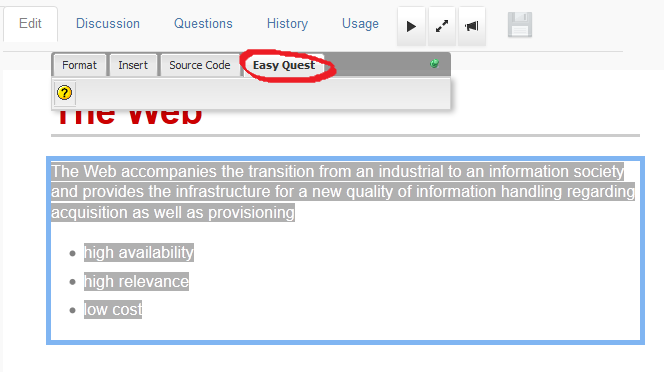 Edit Discussion Questions History Usage
Format Insert Source Code Easy Quest
?
The Web
The Web accompanies the transition from an industrial to an information society
and provides the infrastructure for a new quality of information handling regarding
acquisition as well as provisioning
• high availability
• high relevance
• low cost